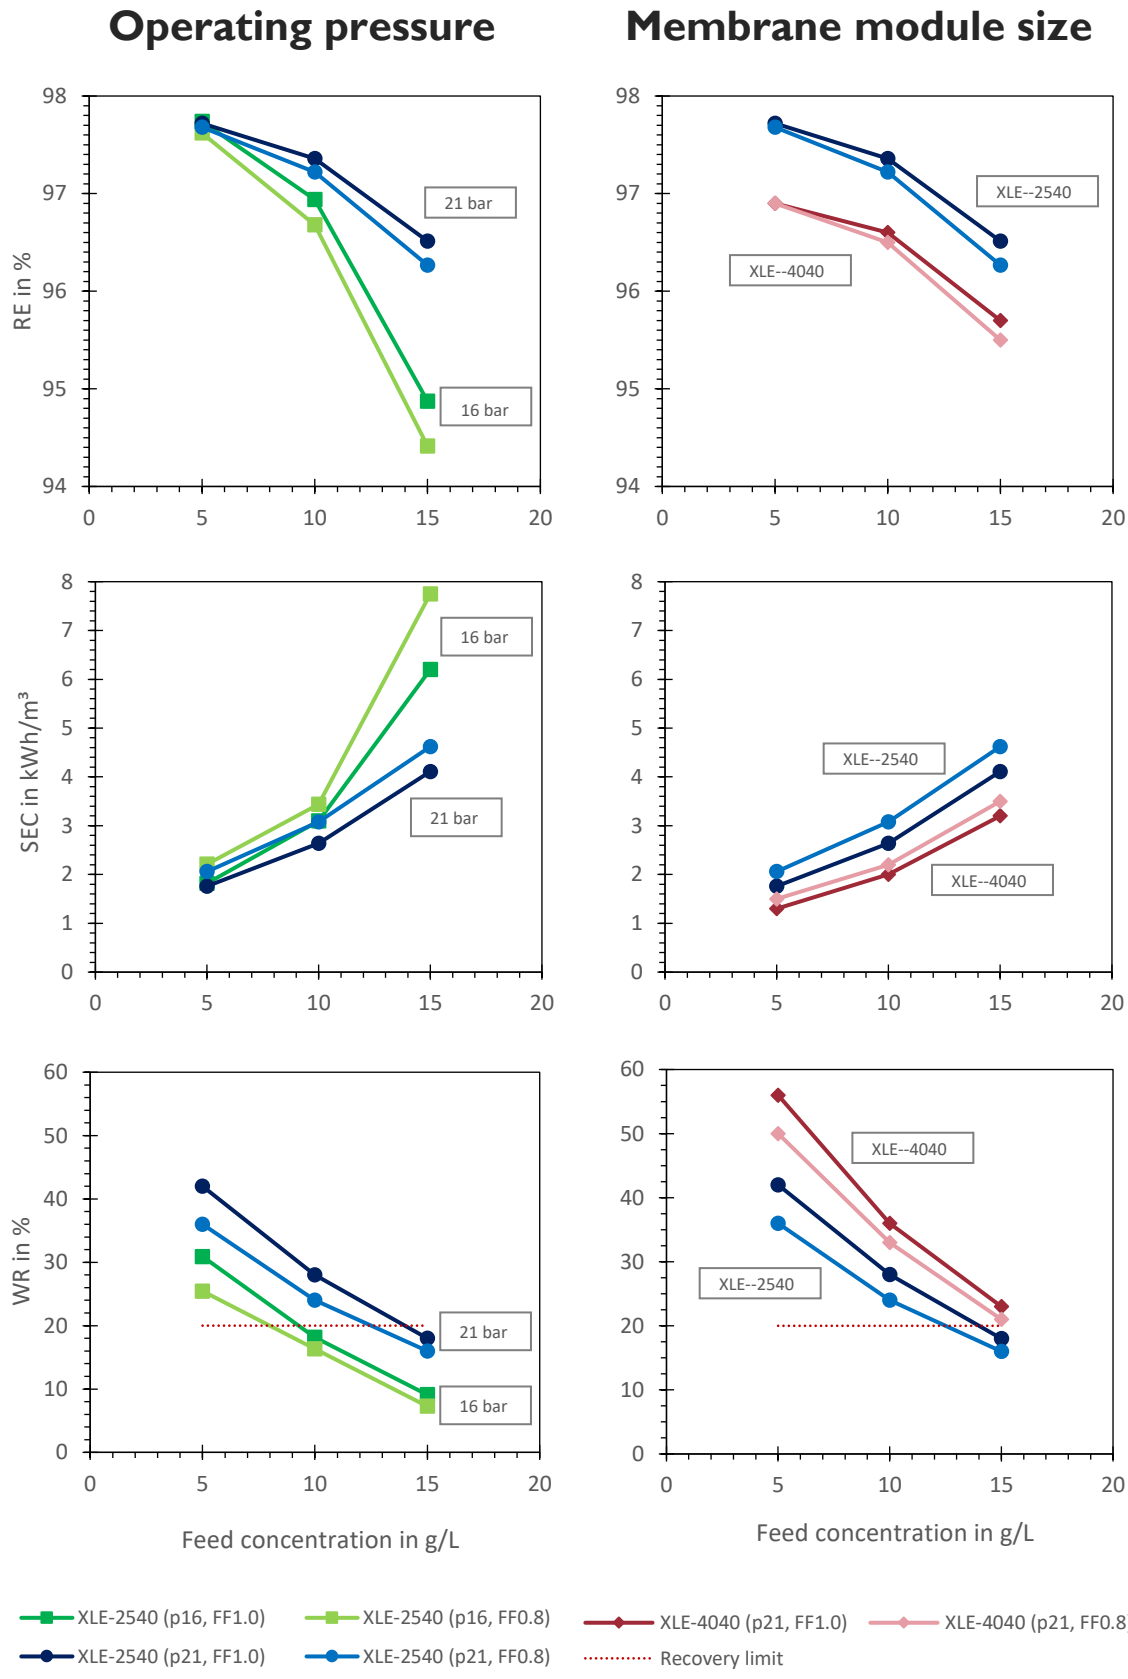 Operating pressure
Membrane module size
98
97
96
95
94
RE in %
21 bar
16 bar
0
5
10
15
20
98
97
96
95
94
XLE--2540
XLE--4040
0
5
10
15
20
8
7
6
5
4
3
2
1
0
SEC in kWh/m³
16 bar
21 bar
0
5
10
15
20
8
7
6
5
4
3
2
1
0
XLE--2540
XLE--4040
0
5
10
15
20
60
50
40
30
20
10
0
WR in %
21 bar
16 bar
0
5
10
15
20
Feed concentration in g/L
60
50
40
30
20
10
0
XLE--4040
XLE--2540
0
5
10
15
20
Feed concentration in g/L
XLE-2540 (p16, FF1.0)
XLE-2540 (p16, FF0.8)
XLE-4040 (p21, FF1.0)
XLE-4040 (p21, FF0.8)
XLE-2540 (p21, FF1.0)
XLE-2540 (p21, FF0.8)
Recovery limit